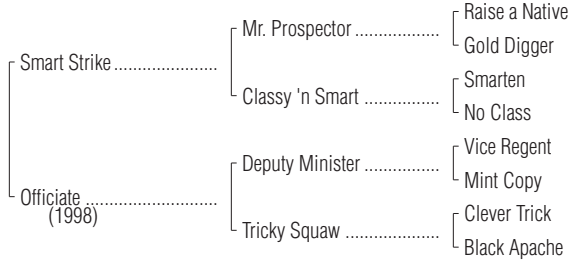 Raise a Native
Mr. Prospector ..................
Gold Digger
Smart Strike ......................
Smarten
Classy 'n Smart ................
No Class
Vice Regent
Deputy Minister ................
Mint Copy
Officiate ............................
(1998)
Clever Trick
Tricky Squaw ....................
Black Apache